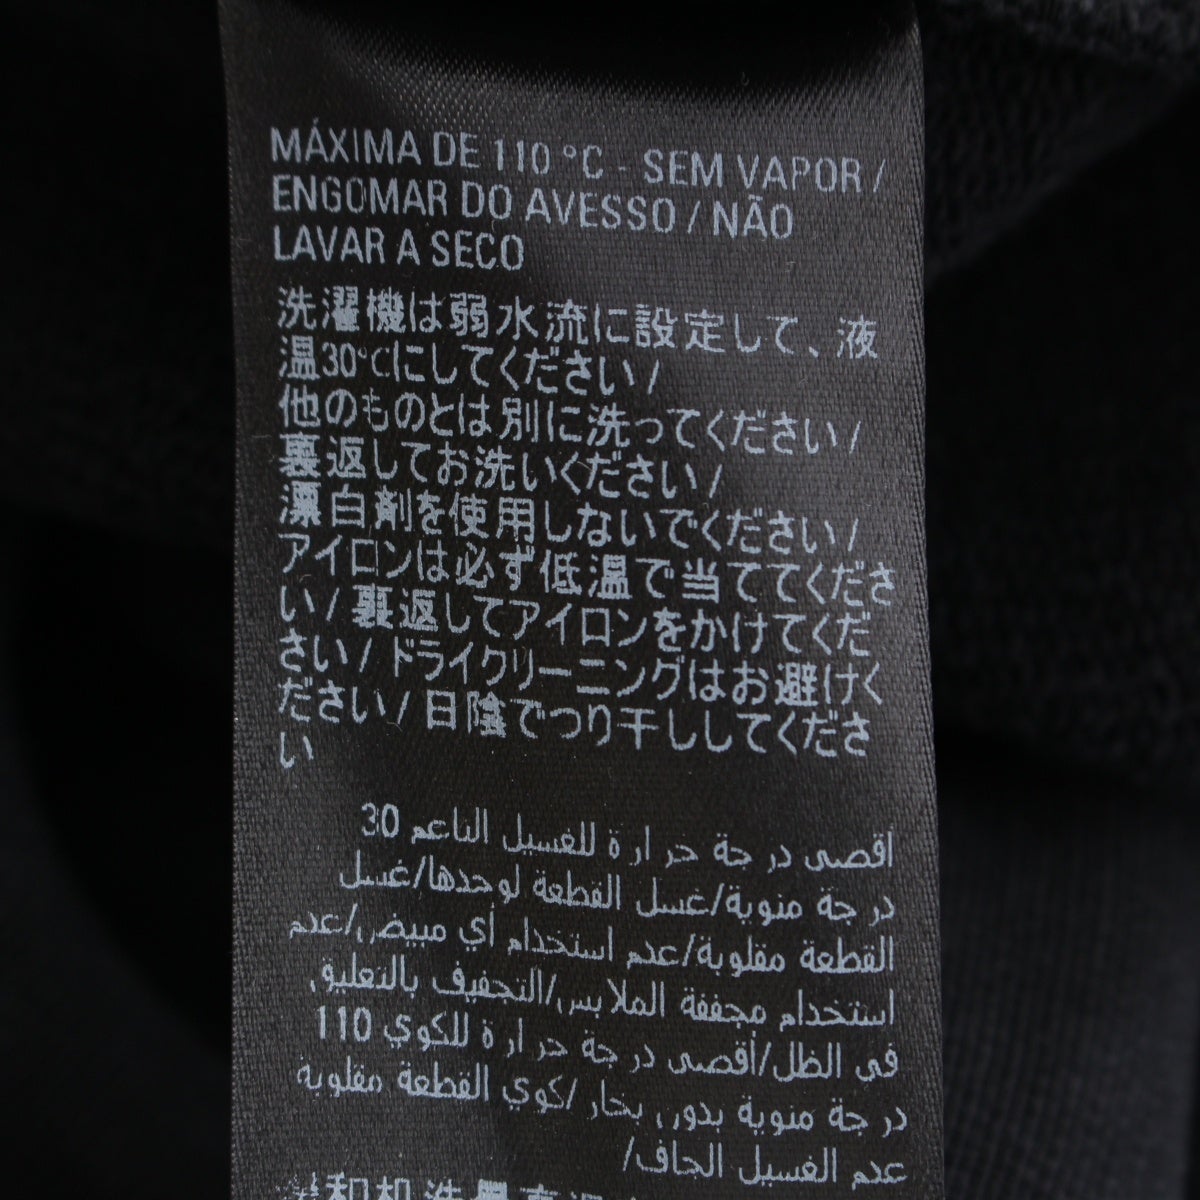 MÁXIMA DE 110 °C - SEM VAPOR /
ENGOMAR DO AVESSO / NÃO
LAVAR A SECO
洗濯機は弱水流に設定して、液
温30℃にしてください/
他のものとは別に洗ってください/
裏返してお洗いください/
漂白剤を使用しないでください/
アイロンは必ず低温で当ててくださ
い/裏返してアイロンをかけてくだ
さい/ドライクリーニングはお避けく
ださい/日陰でつり干ししてくださ
い
أقصى درجة حرارة للغسيل الناعم 30
درجة مئوية/غسل القطعة لوحدها/غسل
القطعة مقلوبة/عدم استخدام أي مبيض/عدم
استخدام مجففة الملابس/التجفيف بالتعليق
في الظل/أقصى درجة حرارة للكوي 110
درجة مئوية بدون بخار/كوي القطعة مقلوبة
عدم الغسيل الجاف/